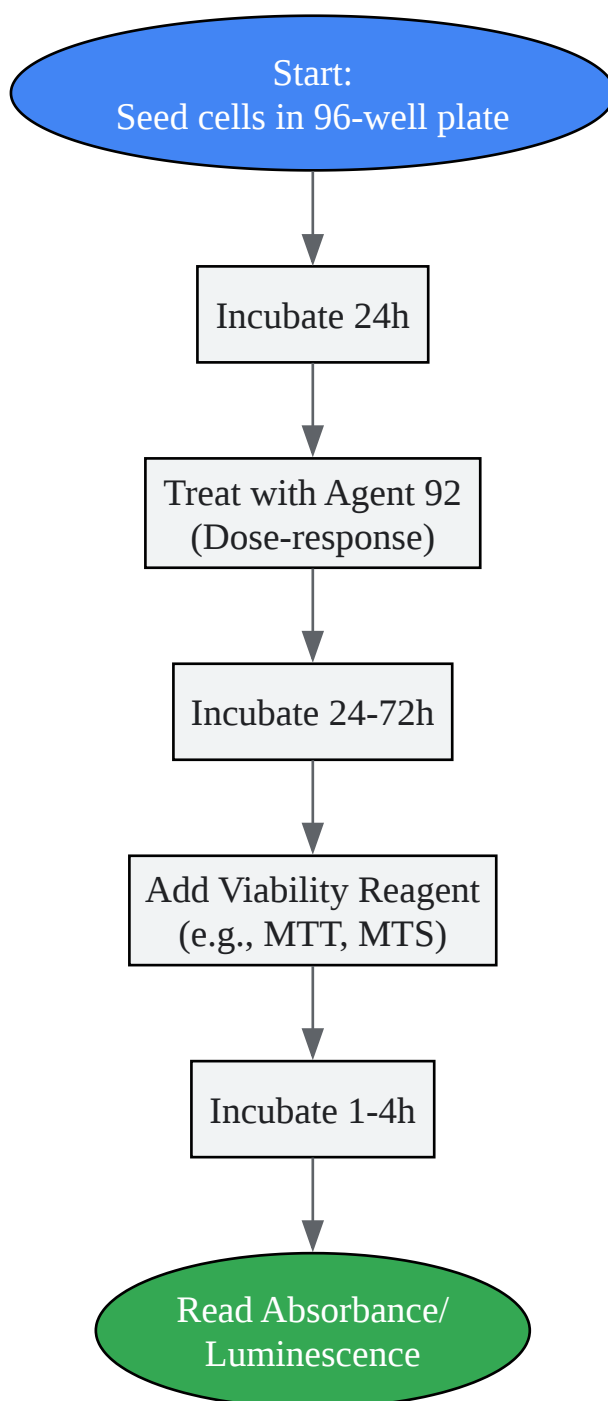 Start:
Seed cells in 96-well plate
Incubate 24h
Treat with Agent 92
(Dose-response)
Incubate 24-72h
Add Viability Reagent
(e.g., MTT, MTS)
Incubate 1-4h
Read Absorbance/
Luminescence